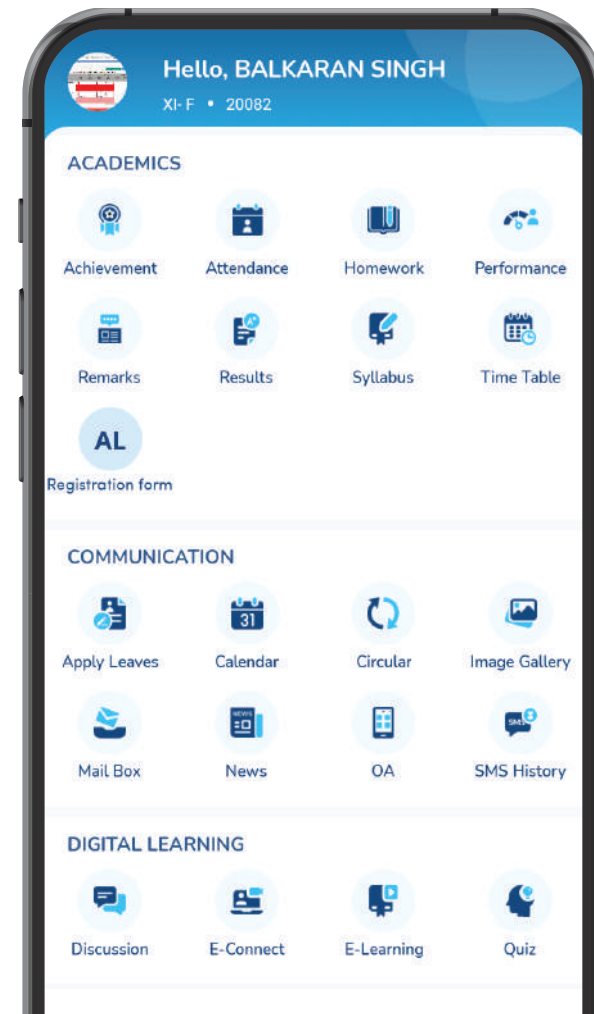 Hello, BALKARAN SINGH
XI- F • 20082
ACADEMICS
Achievement Attendance Homework Performance
Remarks Results Syllabus Time Table
AL
Registration form
COMMUNICATION
31
Apply Leaves Calendar Circular Image Gallery
NEWS SMS
Mail Box News OA SMS History
DIGITAL LEARNING
Discussion E-Connect E-Learning Quiz